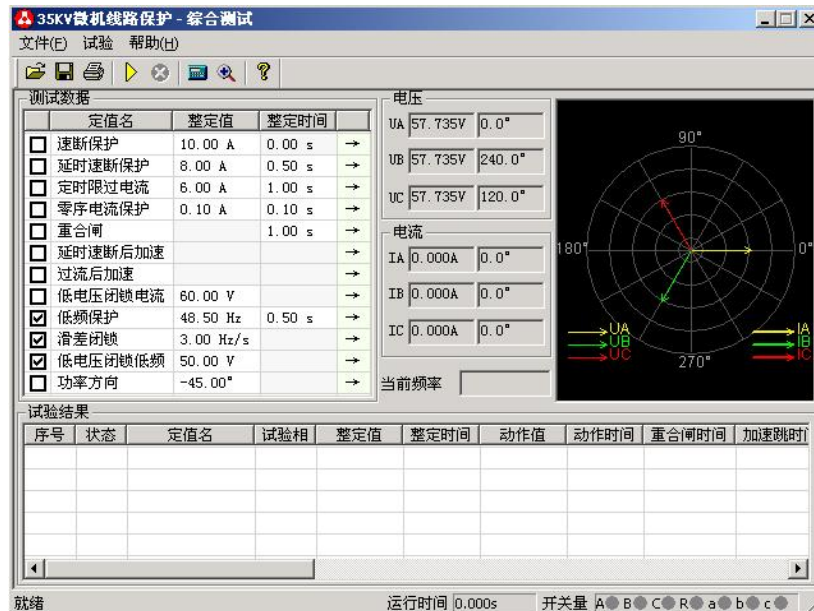 35KV微机线路保护 - 综合测试
文件(F) 试验 帮助(H)
测试数据
定值名 整定值 整定时间
速断保护 10.00 A 0.00 s →
延时速断保护 8.00 A 0.50 s →
定时限过电流 6.00 A 1.00 s →
零序电流保护 0.10 A 0.10 s →
重合闸 1.00 s →
延时速断后加速 →
过流后加速 →
低电压闭锁电流 60.00 V →
低频保护 48.50 Hz 0.50 s →
滑差闭锁 3.00 Hz/s →
低电压闭锁低频 50.00 V →
功率方向 -45.00° →
电压
UA 57.735V 0.0°
UB 57.735V 240.0°
UC 57.735V 120.0°
电流
IA 0.000A 0.0°
IB 0.000A 0.0°
IC 0.000A 0.0°
当前频率
90°
180° 0°
270°
UA IA
UB IB
UC IC
试验结果
序号 状态 定值名 试验相 整定值 整定时间 动作值 动作时间 重合闸时间 加速跳时
就绪 运行时间 0.000s 开关量 A B C R a b c